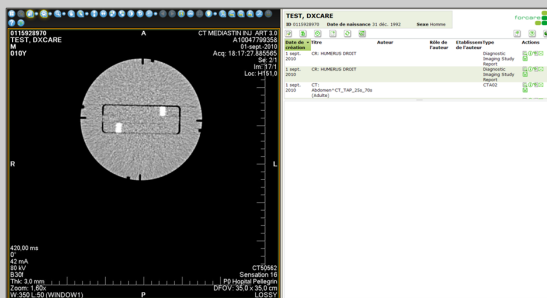 0115928970
TEST, DXCARE
M
010Y
A
CT MEDIASTIN INJ ART 3.0
A10047799358
01-sept.-2010
Acq: 18:17:27.885565
Se: 2/1
Im: 17/1
Loc: H151,0
R
L
420,00 ms
0°
42 mA
80 kV
B30f
Thk: 3,0 mm
Zoom: 1,60x
W:350 L:50 (WINDOW1)
P
CT50562
Sensation 16
P0 Hopital Pellegrin
DFOV: 35,0 x 35,0 cm
LOSSY
TEST, DXCARE
ID 0115928970 Date de naissance 31 déc. 1992 Sexe Homme
forcare
Date de création Titre Auteur Rôle de l'auteur Etablissement de l'auteur Type Actions
1 sept. 2010 CR: HUMERUS DROIT Diagnostic Imaging Study Report
1 sept. 2010 CR: HUMERUS DROIT Diagnostic Imaging Study Report
1 sept. 2010 CT: Abdomen^CT_TAP_25s_70s (Adulte) CTA02